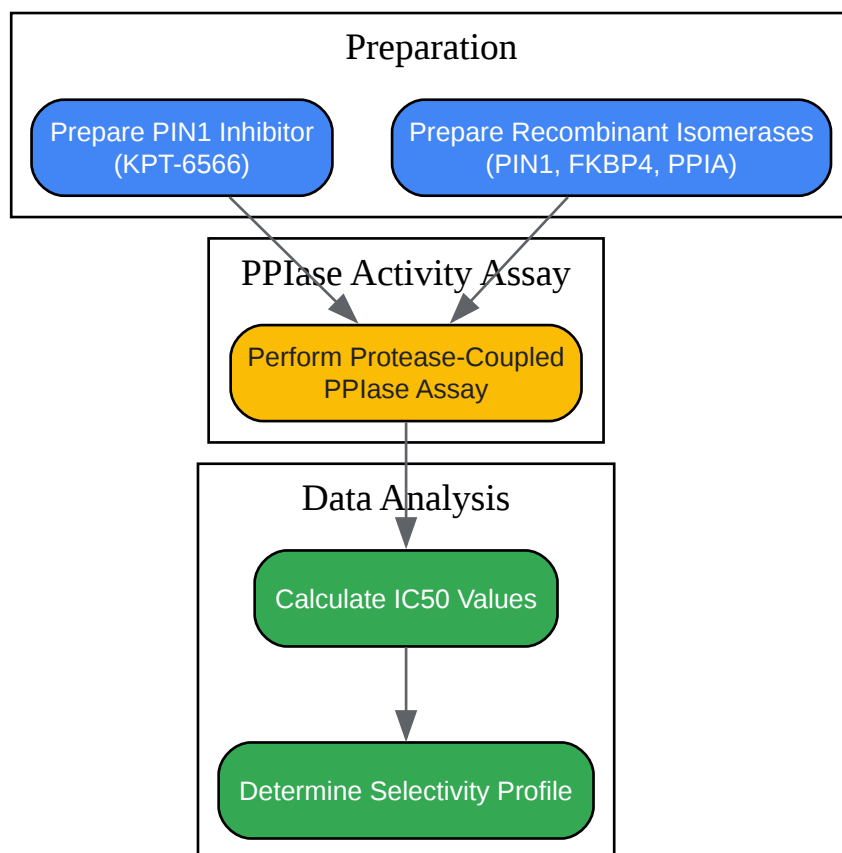 Preparation
Prepare PIN1 Inhibitor
(KPT-6566)
Prepare Recombinant Isomerases
(PIN1, FKBP4, PPIA)
PPIase Activity Assay
Perform Protease-Coupled
PPIase Assay
Data Analysis
Calculate IC50 Values
Determine Selectivity Profile